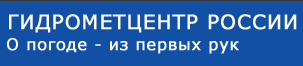 ГИДРОМЕТЦЕНТР РОССИИ
О погоде - из первых рук